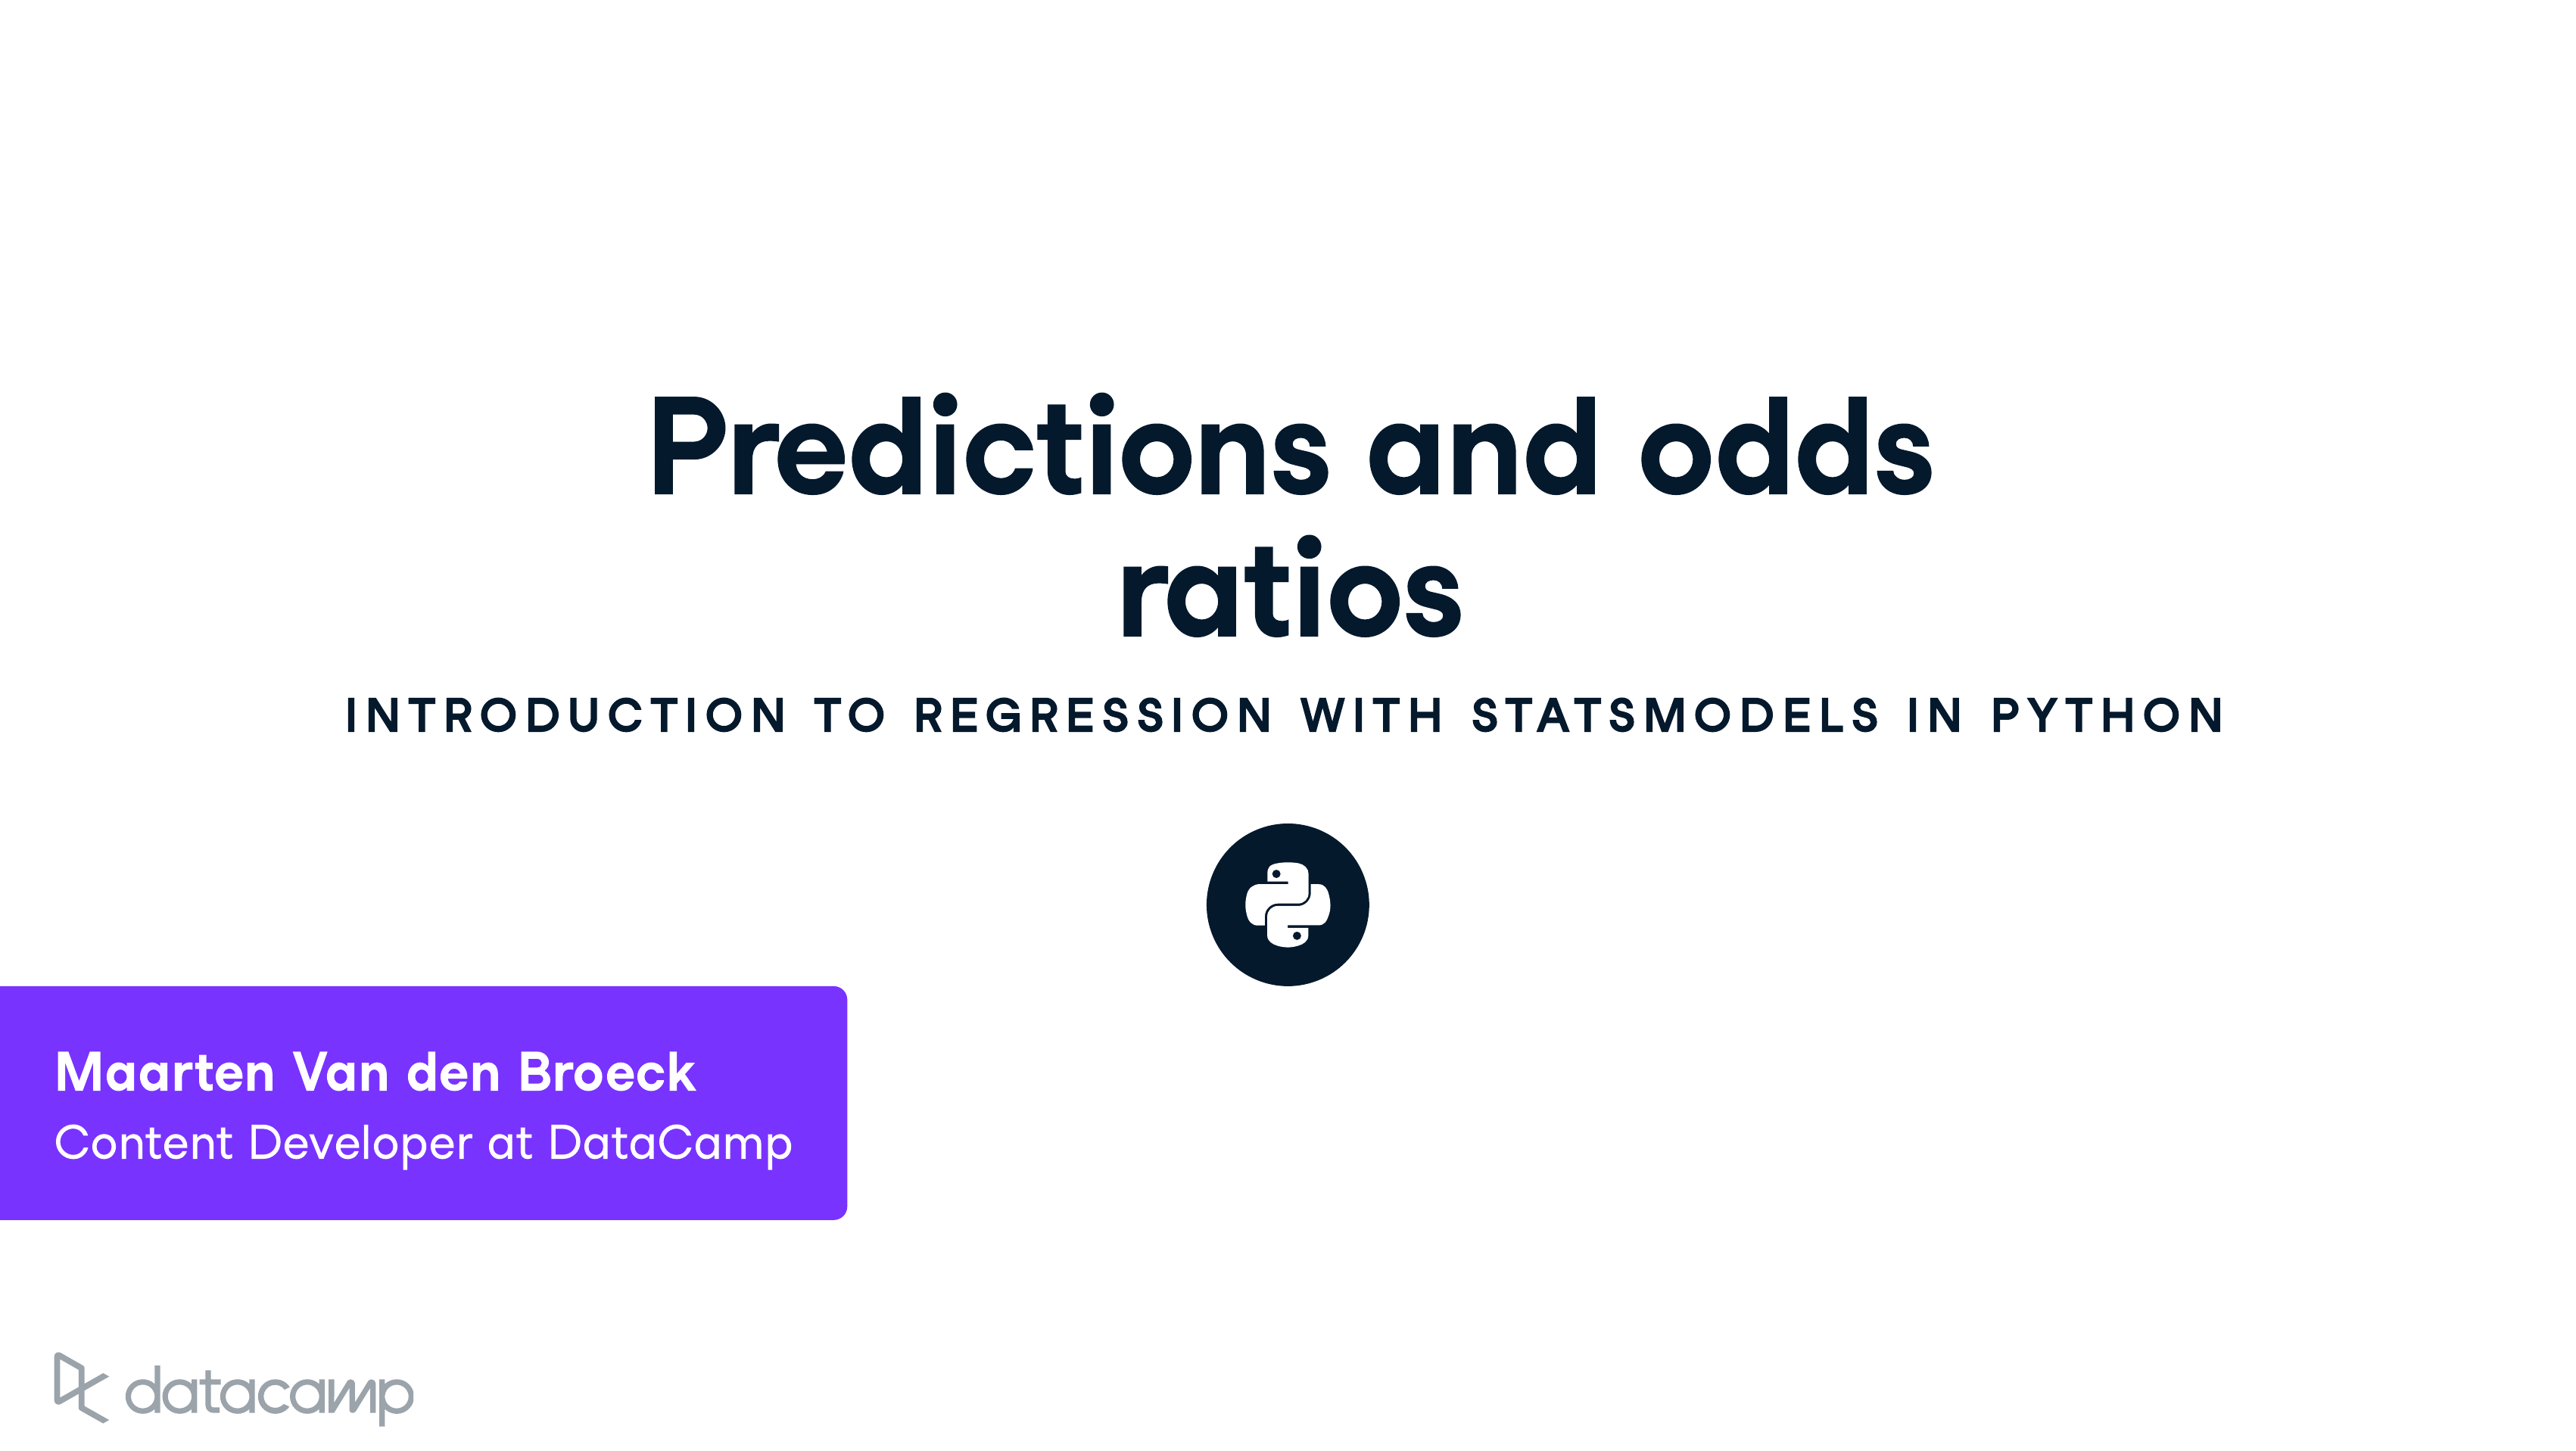 Predictions and odds
ratios
INTRODUCTION TO REGRESSION WITH STATSMODELS IN PYTHON
Maarten Van den Broeck
Content Developer at DataCamp
datacamp